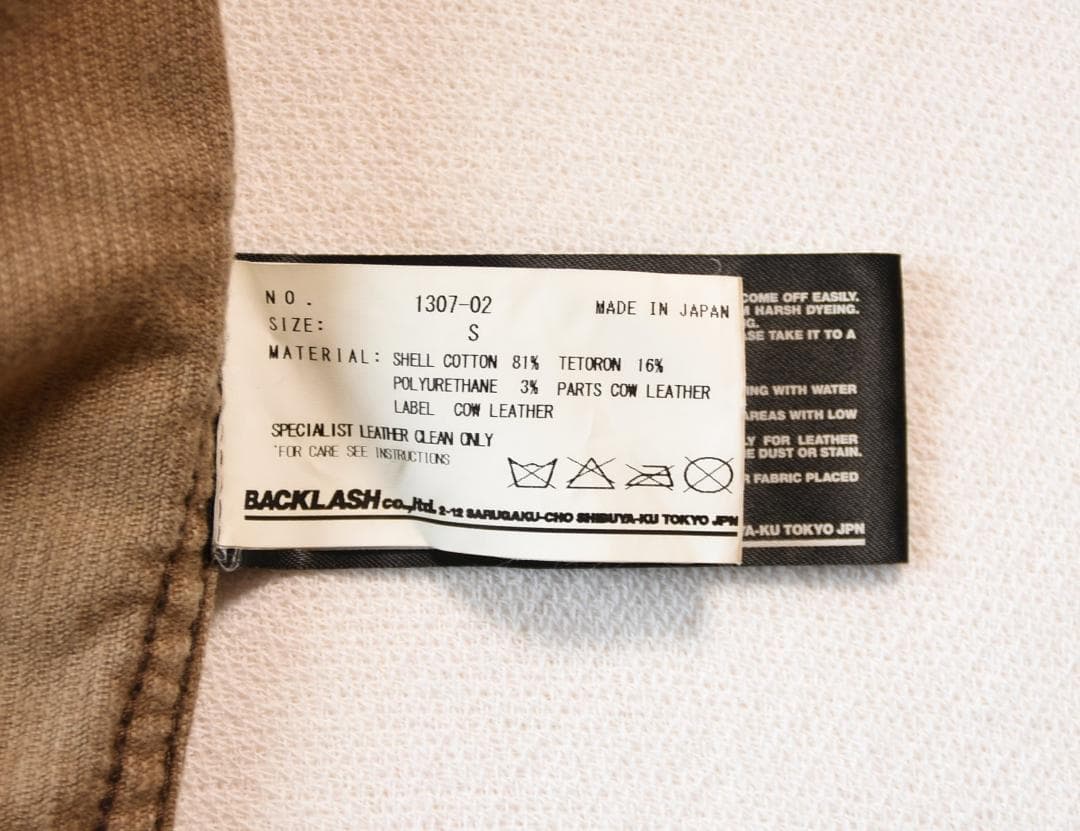 NO. 1307-02 MADE IN JAPAN
SIZE: S
MATERIAL: SHELL COTTON 81% TETORON 16%
POLYURETHANE 3% PARTS COW LEATHER
LABEL COW LEATHER
SPECIALIST LEATHER CLEAN ONLY
*FOR CARE SEE INSTRUCTIONS
BACKLASH co.,ltd. 2-12 SARUGAKU-CHO SHIBUYA-KU TOKYO JPN
COME OFF EASILY.
HARSH DYEING.
G.
SE TAKE IT TO A
NG WITH WATER
AREAS WITH LOW
Y FOR LEATHER
E DUST OR STAIN.
R FABRIC PLACED
A-KU TOKYO JPN